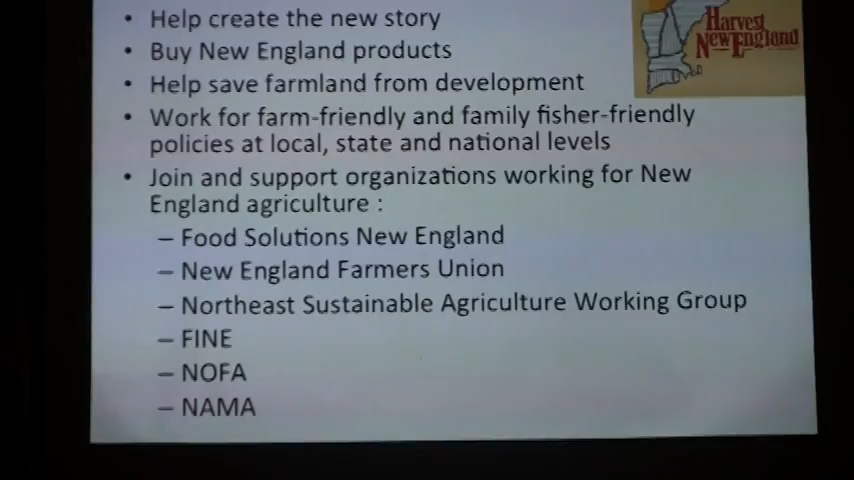 • Help create the new story
• Buy New England products
• Help save farmland from development
• Work for farm-friendly and family fisher-friendly
policies at local, state and national levels
• Join and support organizations working for New
England agriculture :
– Food Solutions New England
– New England Farmers Union
– Northeast Sustainable Agriculture Working Group
– FINE
– NOFA
– NAMA
Harvest
New England